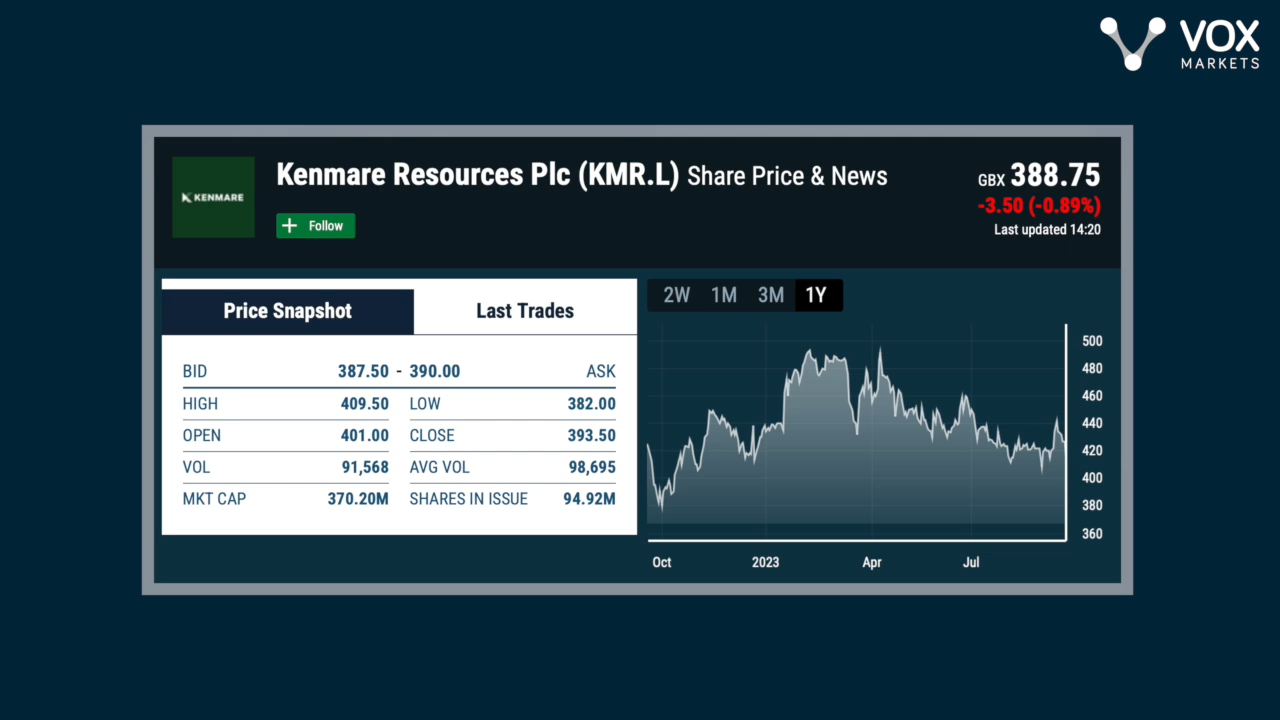 VOX
MARKETS
KENMARE
Kenmare Resources Plc (KMR.L) Share Price & News
+ Follow
GBX 388.75
-3.50 (-0.89%)
Last updated 14:20
Price Snapshot Last Trades
BID 387.50 - 390.00 ASK
HIGH 409.50 LOW 382.00
OPEN 401.00 CLOSE 393.50
VOL 91,568 AVG VOL 98,695
MKT CAP 370.20M SHARES IN ISSUE 94.92M
2W 1M 3M 1Y
500
480
460
440
420
400
380
360
Oct 2023 Apr Jul